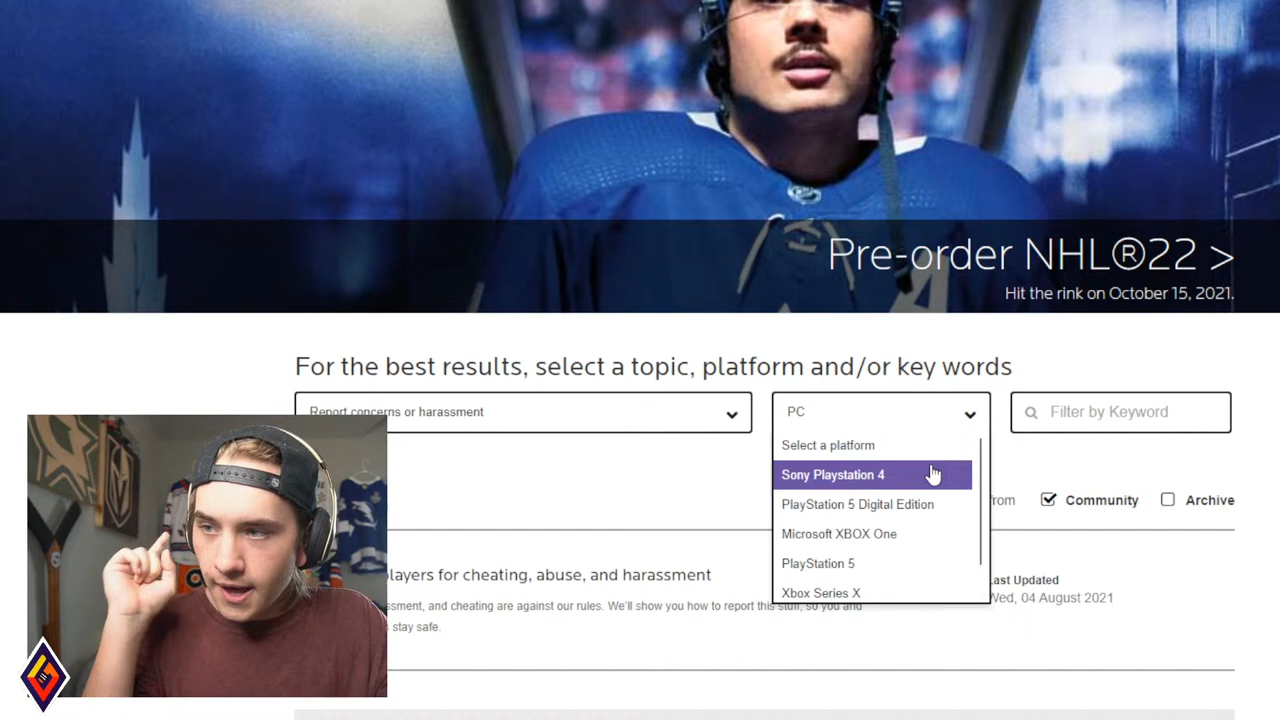 Pre-order NHL®22 >
Hit the rink on October 15, 2021.
For the best results, select a topic, platform and/or key words
Report concerns or harassment
PC
Filter by Keyword
Select a platform
Sony Playstation 4
PlayStation 5 Digital Edition
Microsoft XBOX One
PlayStation 5
Xbox Series X
from
Community
Archive
layers for cheating, abuse, and harassment
ssment, and cheating are against our rules. We'll show you how to report this stuff, so you and
stay safe.
Last Updated
Wed, 04 August 2021